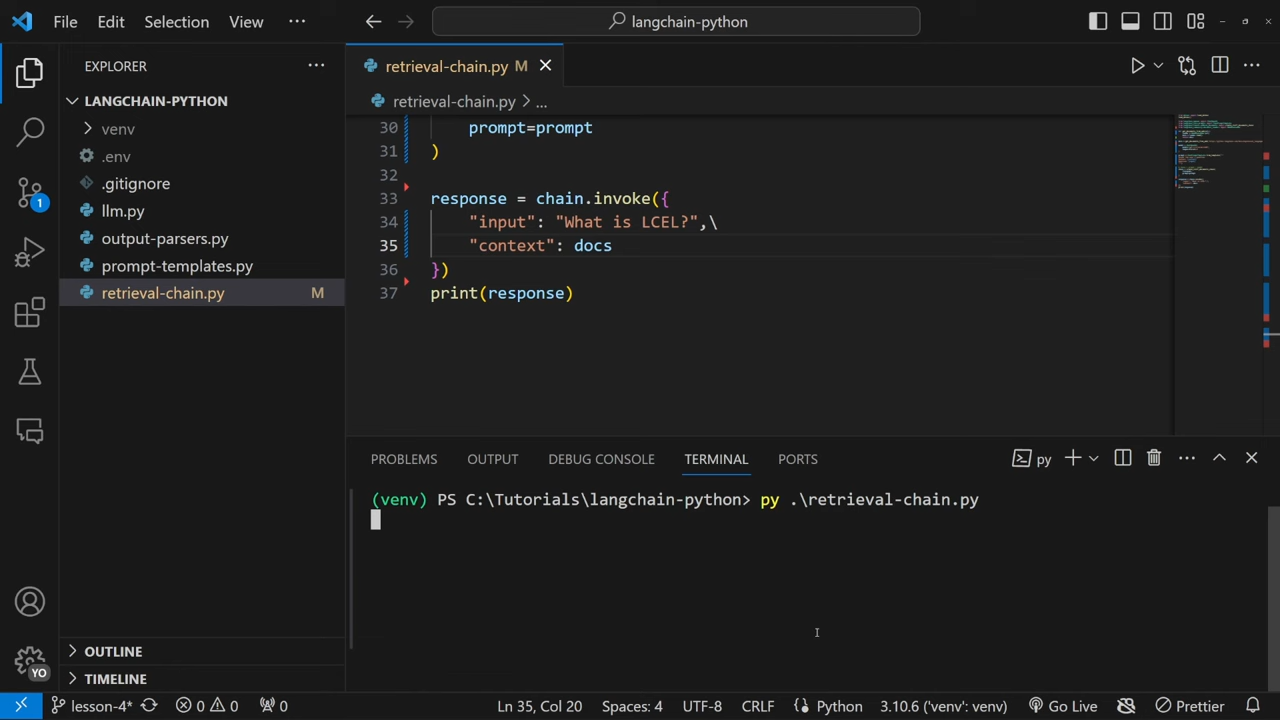 File Edit Selection View ··· langchain-python
EXPLORER ···
LANGCHAIN-PYTHON
venv
.env
.gitignore
llm.py
output-parsers.py
prompt-templates.py
retrieval-chain.py M
OUTLINE
TIMELINE
1
YO
retrieval-chain.py M
retrieval-chain.py > ...
30 prompt=prompt
31 )
32
33 response = chain.invoke({
34 "input": "What is LCEL?",\
35 "context": docs
36 })
37 print(response)
PROBLEMS OUTPUT DEBUG CONSOLE TERMINAL PORTS py
(venv) PS C:\Tutorials\langchain-python> py .\retrieval-chain.py
lesson-4* 0 0 0 Ln 35, Col 20 Spaces: 4 UTF-8 CRLF Python 3.10.6 ('venv': venv) Go Live Prettier